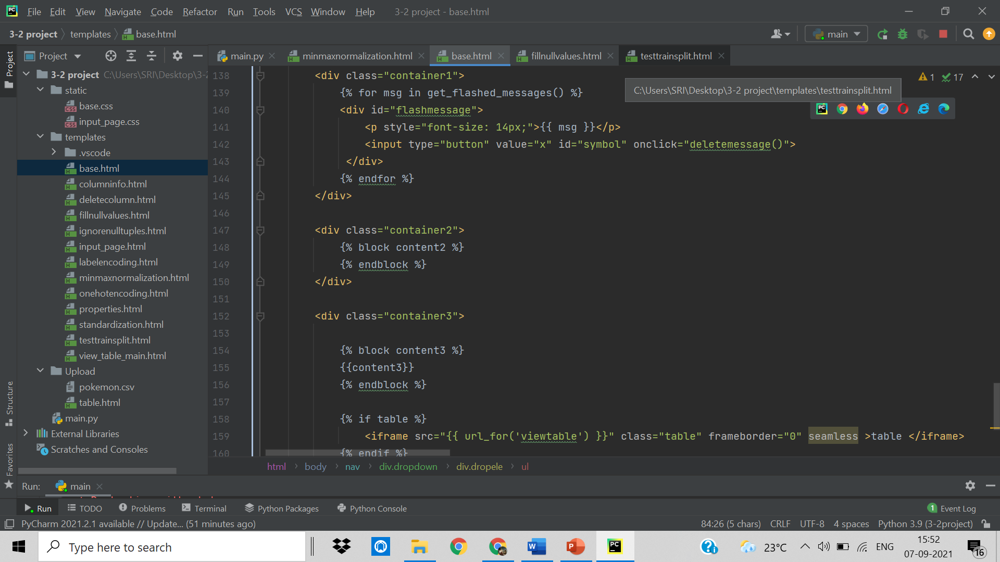 File Edit View Navigate Code Refactor Run Tools VCS Window Help 3-2 project - base.html
3-2 project templates base.html main
Project
Project
main.py minmaxnormalization.html base.html fillnullvalues.html testtrainsplit.html
C:\Users\SRI\Desktop\3-2 project\templates\testtrainsplit.html
1 17
3-2 project C:\Users\SRI\Desktop\3-2
static
base.css
input_page.css
templates
.vscode
base.html
columninfo.html
deletecolumn.html
fillnullvalues.html
ignorenulltuples.html
input_page.html
labelencoding.html
minmaxnormalization.html
onehotencoding.html
properties.html
standardization.html
testtrainsplit.html
view_table_main.html
Upload
pokemon.csv
table.html
main.py
External Libraries
Scratches and Consoles
Structure
Favorites
138 <div class="container1">
139 {% for msg in get_flashed_messages() %}
140 <div id="flashmessage">
141 <p style="font-size: 14px;">{{ msg }}</p>
142 <input type="button" value="x" id="symbol" onclick="deletemessage()">
143 </div>
144 {% endfor %}
145 </div>
146
147 <div class="container2">
148 {% block content2 %}
149 {% endblock %}
150 </div>
151
152 <div class="container3">
153
154 {% block content3 %}
155 {{content3}}
156 {% endblock %}
157
158 {% if table %}
159 <iframe src="{{ url_for('viewtable') }}" class="table" frameborder="0" seamless >table </iframe>
160 {% endif %}
html body nav div.dropdown div.dropele ul
Run: main
Run TODO Problems Terminal Python Packages Python Console 1 Event Log
PyCharm 2021.2.1 available // Update... (51 minutes ago) 84:26 (5 chars) CRLF UTF-8 4 spaces Python 3.9 (3-2project)
Type here to search
23°C ENG 15:52
07-09-2021
16